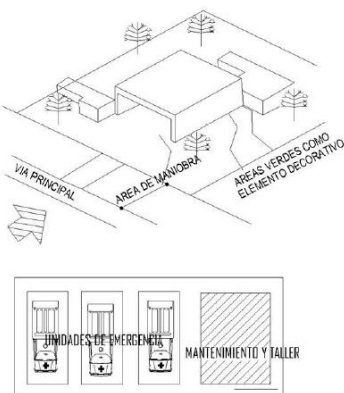 VIA PRINCIPAL
AREA DE MANIOBRA
AREAS VERDES COMO
ELEMENTO DECORATIVO
UNIDADES DE EMERGENCIA
MANTENIMIENTO Y TALLER